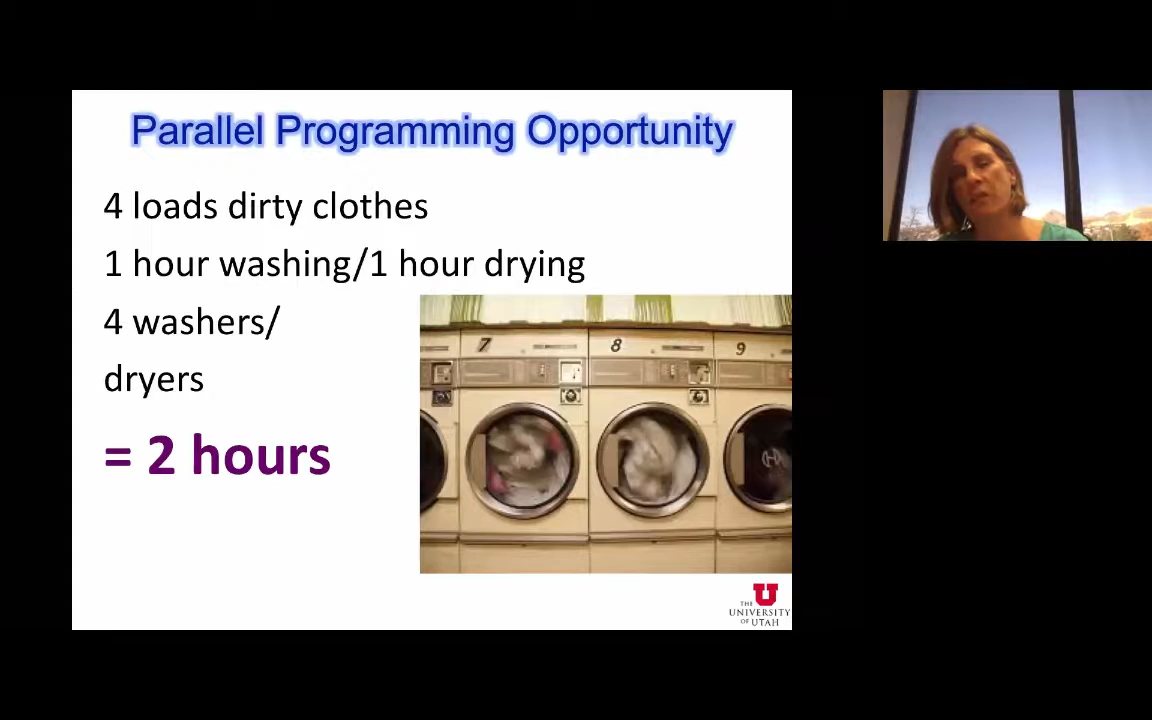 Parallel Programming Opportunity
4 loads dirty clothes
1 hour washing/1 hour drying
4 washers/
dryers
= 2 hours
7
8
9
THE
UNIVERSITY
OF UTAH